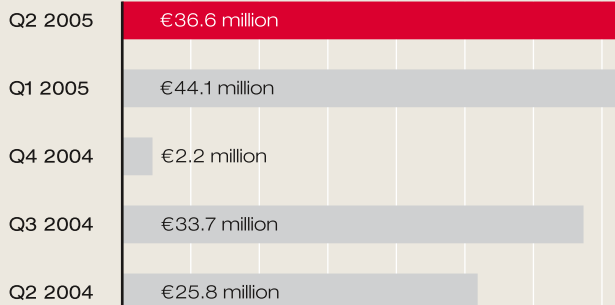 Q2 2005 €36.6 million
Q1 2005 €44.1 million
Q4 2004 €2.2 million
Q3 2004 €33.7 million
Q2 2004 €25.8 million